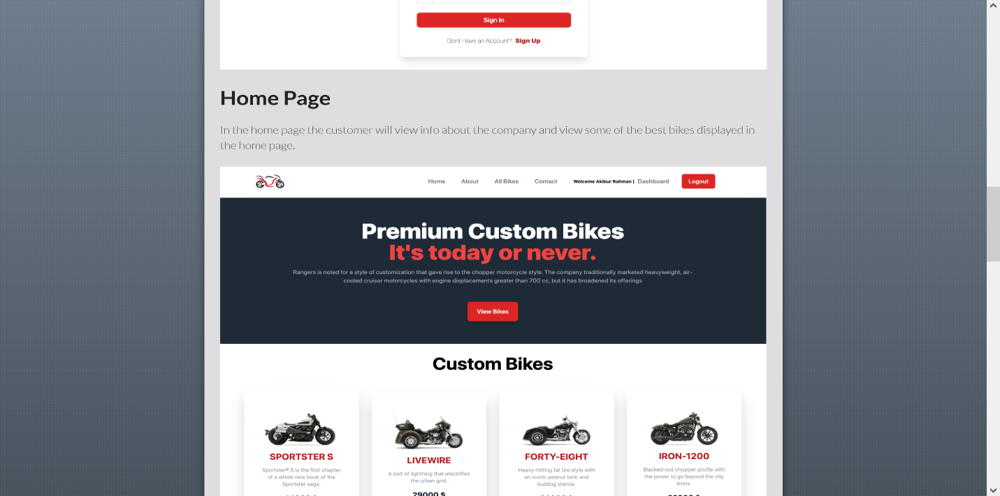 Sign In
Dont Have an Account? Sign Up
Home Page
In the home page the customer will view info about the company and view some of the best bikes displayed in
the home page.
Home About All Bikes Contact Welcome Akibur Rahman | Dashboard Logout
Premium Custom Bikes
It's today or never.
Rangers is noted for a style of customization that gave rise to the chopper motorcycle style. The company traditionally marketed heavyweight, air-
cooled cruiser motorcycles with engine displacements greater than 700 cc, but it has broadened its offerings
View Bikes
Custom Bikes
SPORTSTER S
Sportster® S is the first chapter
of a whole new book of the
Sportster saga.
LIVEWIRE
A bolt of lightning that electrifies
the urban grid.
29000 $
FORTY-EIGHT
Heavy-hitting fat tire style with
an iconic peanut tank and
bulldog stance.
IRON-1200
Blacked-out chopper profile with
the power to go beyond the city
limits.